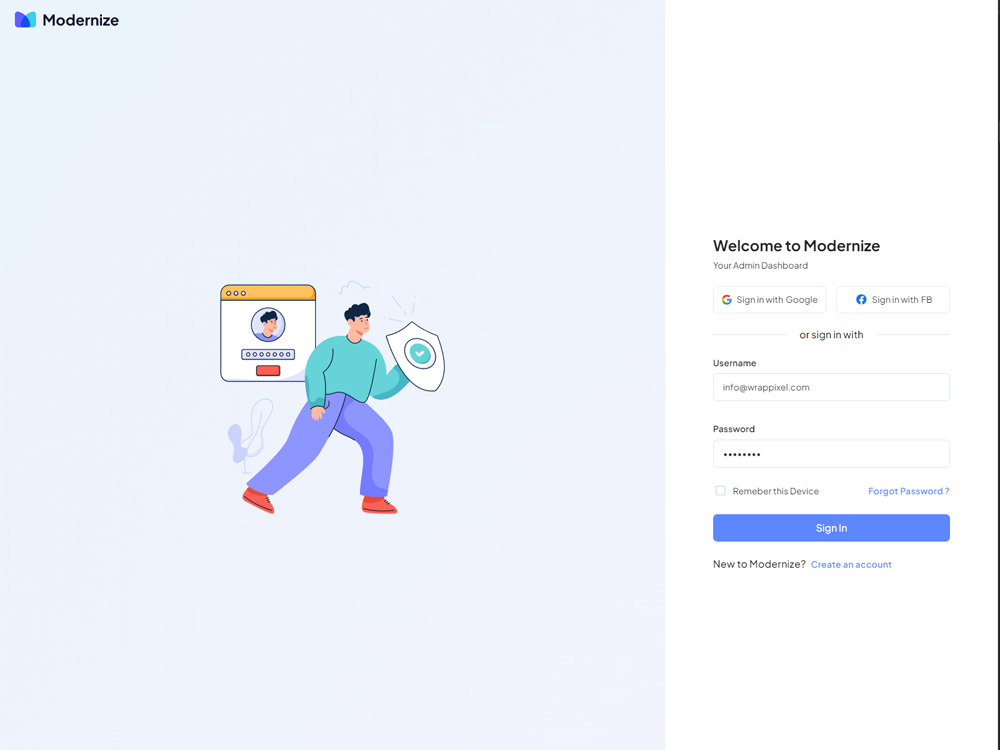 Modernize
Welcome to Modernize
Your Admin Dashboard
Sign in with Google
Sign in with FB
or sign in with
Username
info@wrappixel.com
Password
••••••••
Remeber this Device
Forgot Password ?
Sign In
New to Modernize? Create an account